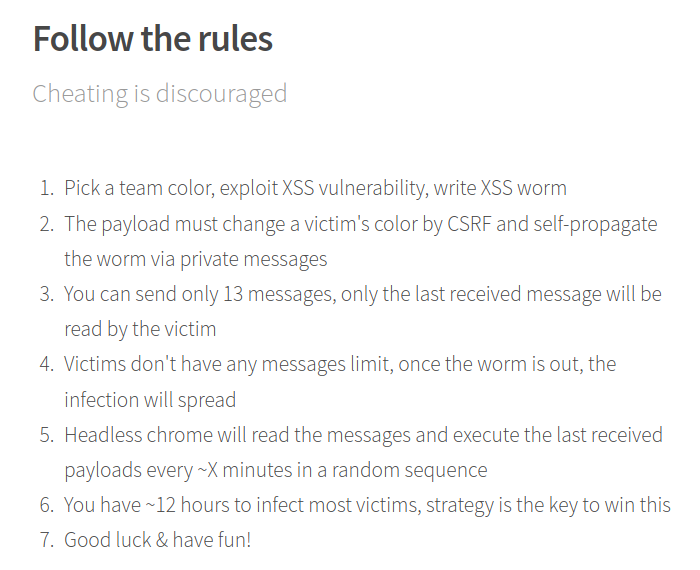 Follow the rules
Cheating is discouraged
1. Pick a team color, exploit XSS vulnerability, write XSS worm
2. The payload must change a victim's color by CSRF and self-propagate
the worm via private messages
3. You can send only 13 messages, only the last received message will be
read by the victim
4. Victims don't have any messages limit, once the worm is out, the
infection will spread
5. Headless chrome will read the messages and execute the last received
payloads every ~X minutes in a random sequence
6. You have ~12 hours to infect most victims, strategy is the key to win this
7. Good luck & have fun!